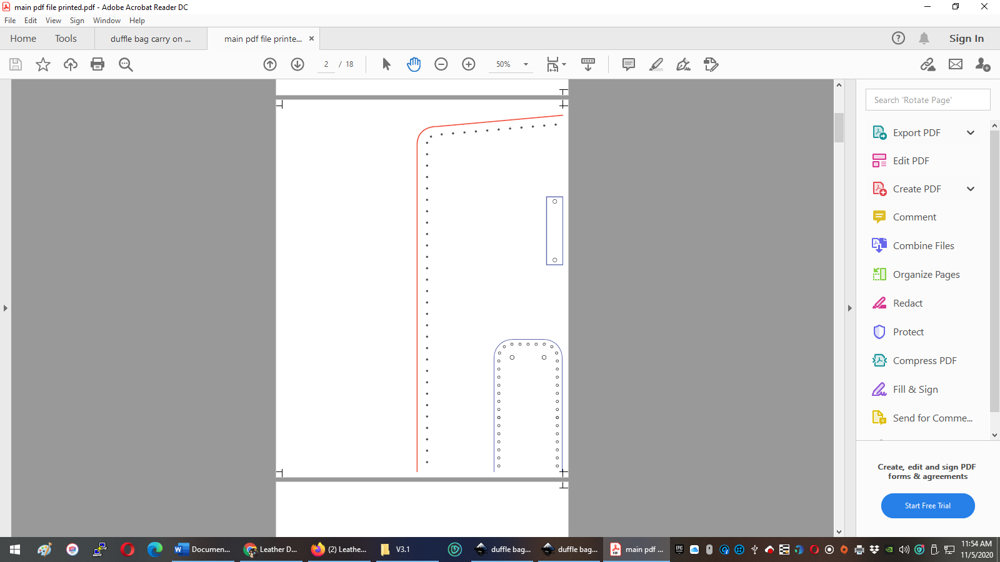 main pdf file printed.pdf - Adobe Acrobat Reader DC
File Edit View Sign Window Help
Home Tools duffle bag carry on ... main pdf file printe... Sign In
2 / 18 50%
Search 'Rotate Page'
Export PDF
Edit PDF
Create PDF
Comment
Combine Files
Organize Pages
Redact
Protect
Compress PDF
Fill & Sign
Send for Comme...
Create, edit and sign PDF
forms & agreements
Start Free Trial
Documen... Leather D... (2) Leathe... V3.1 duffle bag... duffle bag... main pdf ...
11:54 AM
11/5/2020